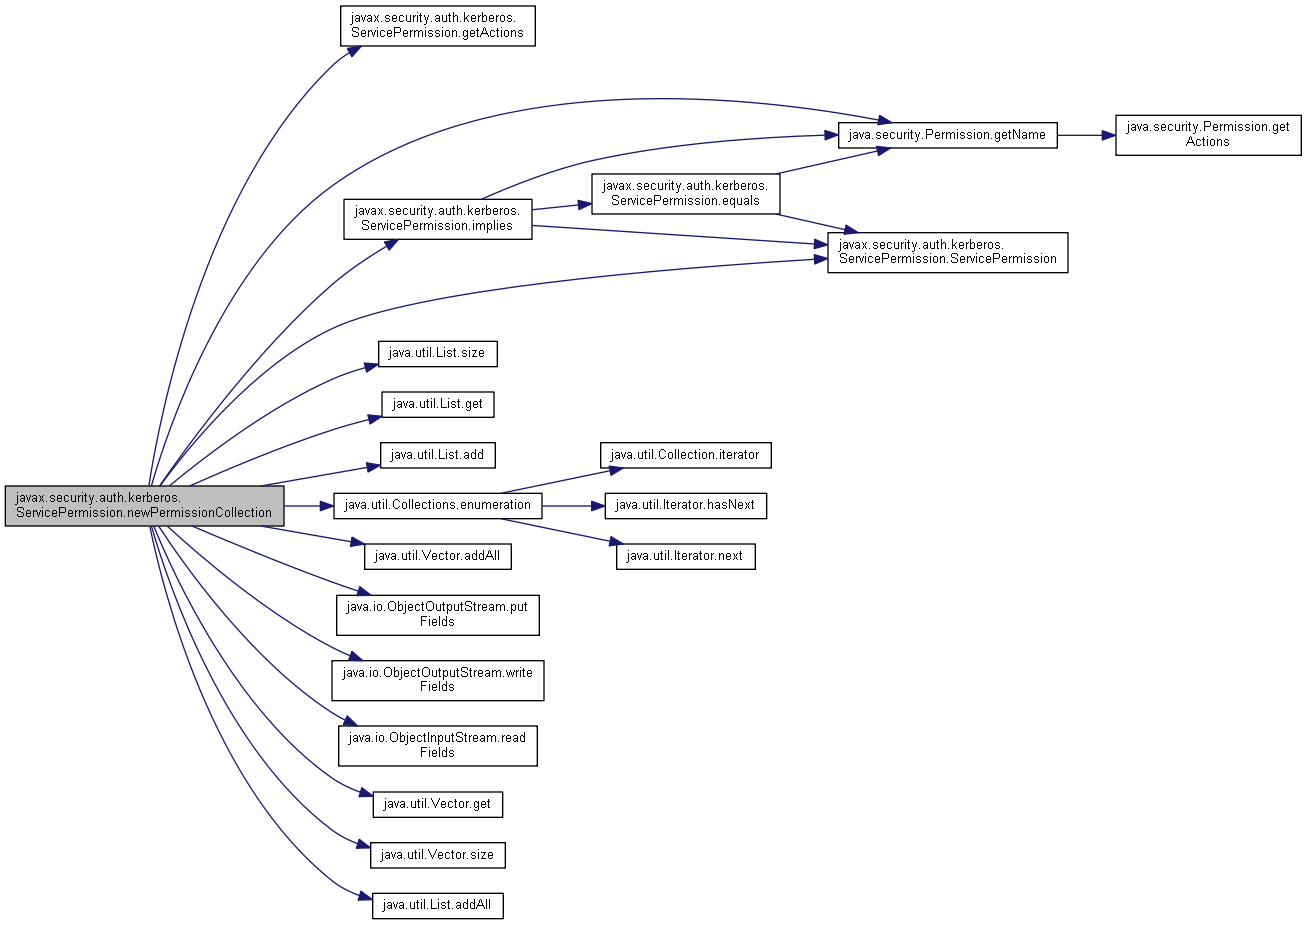 javax.security.auth.kerberos.
ServicePermission.getActions
java.security.Permission.getName
java.security.Permission.get
Actions
javax.security.auth.kerberos.
ServicePermission.equals
javax.security.auth.kerberos.
ServicePermission.implies
javax.security.auth.kerberos.
ServicePermission.ServicePermission
java.util.List.size
java.util.List.get
java.util.List.add
java.util.Collection.iterator
javax.security.auth.kerberos.
ServicePermission.newPermissionCollection
java.util.Collections.enumeration
java.util.Iterator.hasNext
java.util.Vector.addAll
java.util.Iterator.next
java.io.ObjectOutputStream.put
Fields
java.io.ObjectOutputStream.write
Fields
java.io.ObjectInputStream.read
Fields
java.util.Vector.get
java.util.Vector.size
java.util.List.addAll